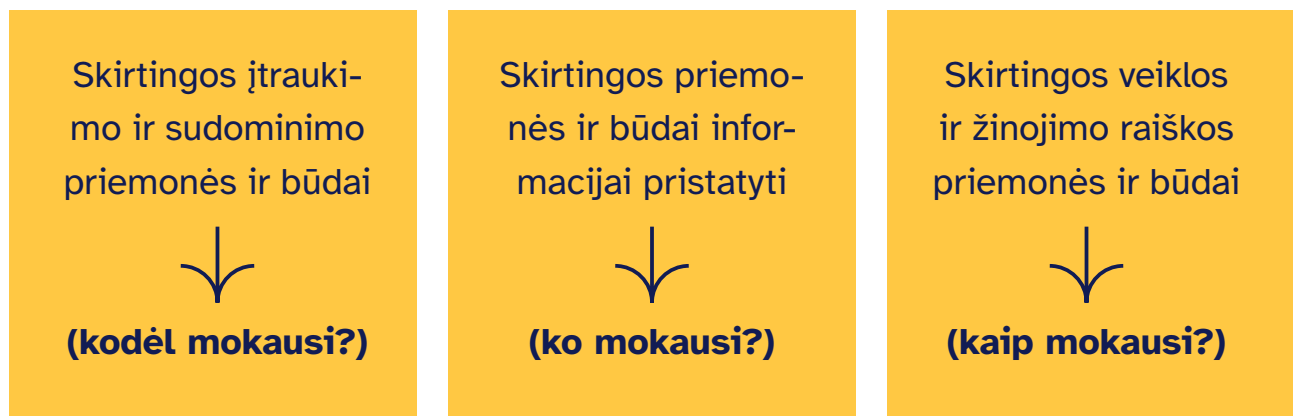 Skirtingos įtrauki-
mo ir sudominimo
priemonės ir būdai
(kodėl mokausi?)
Skirtingos priemo-
nės ir būdai infor-
macijai pristatyti
(ko mokausi?)
Skirtingos veiklos
ir žinojimo raiškos
priemonės ir būdai
(kaip mokausi?)